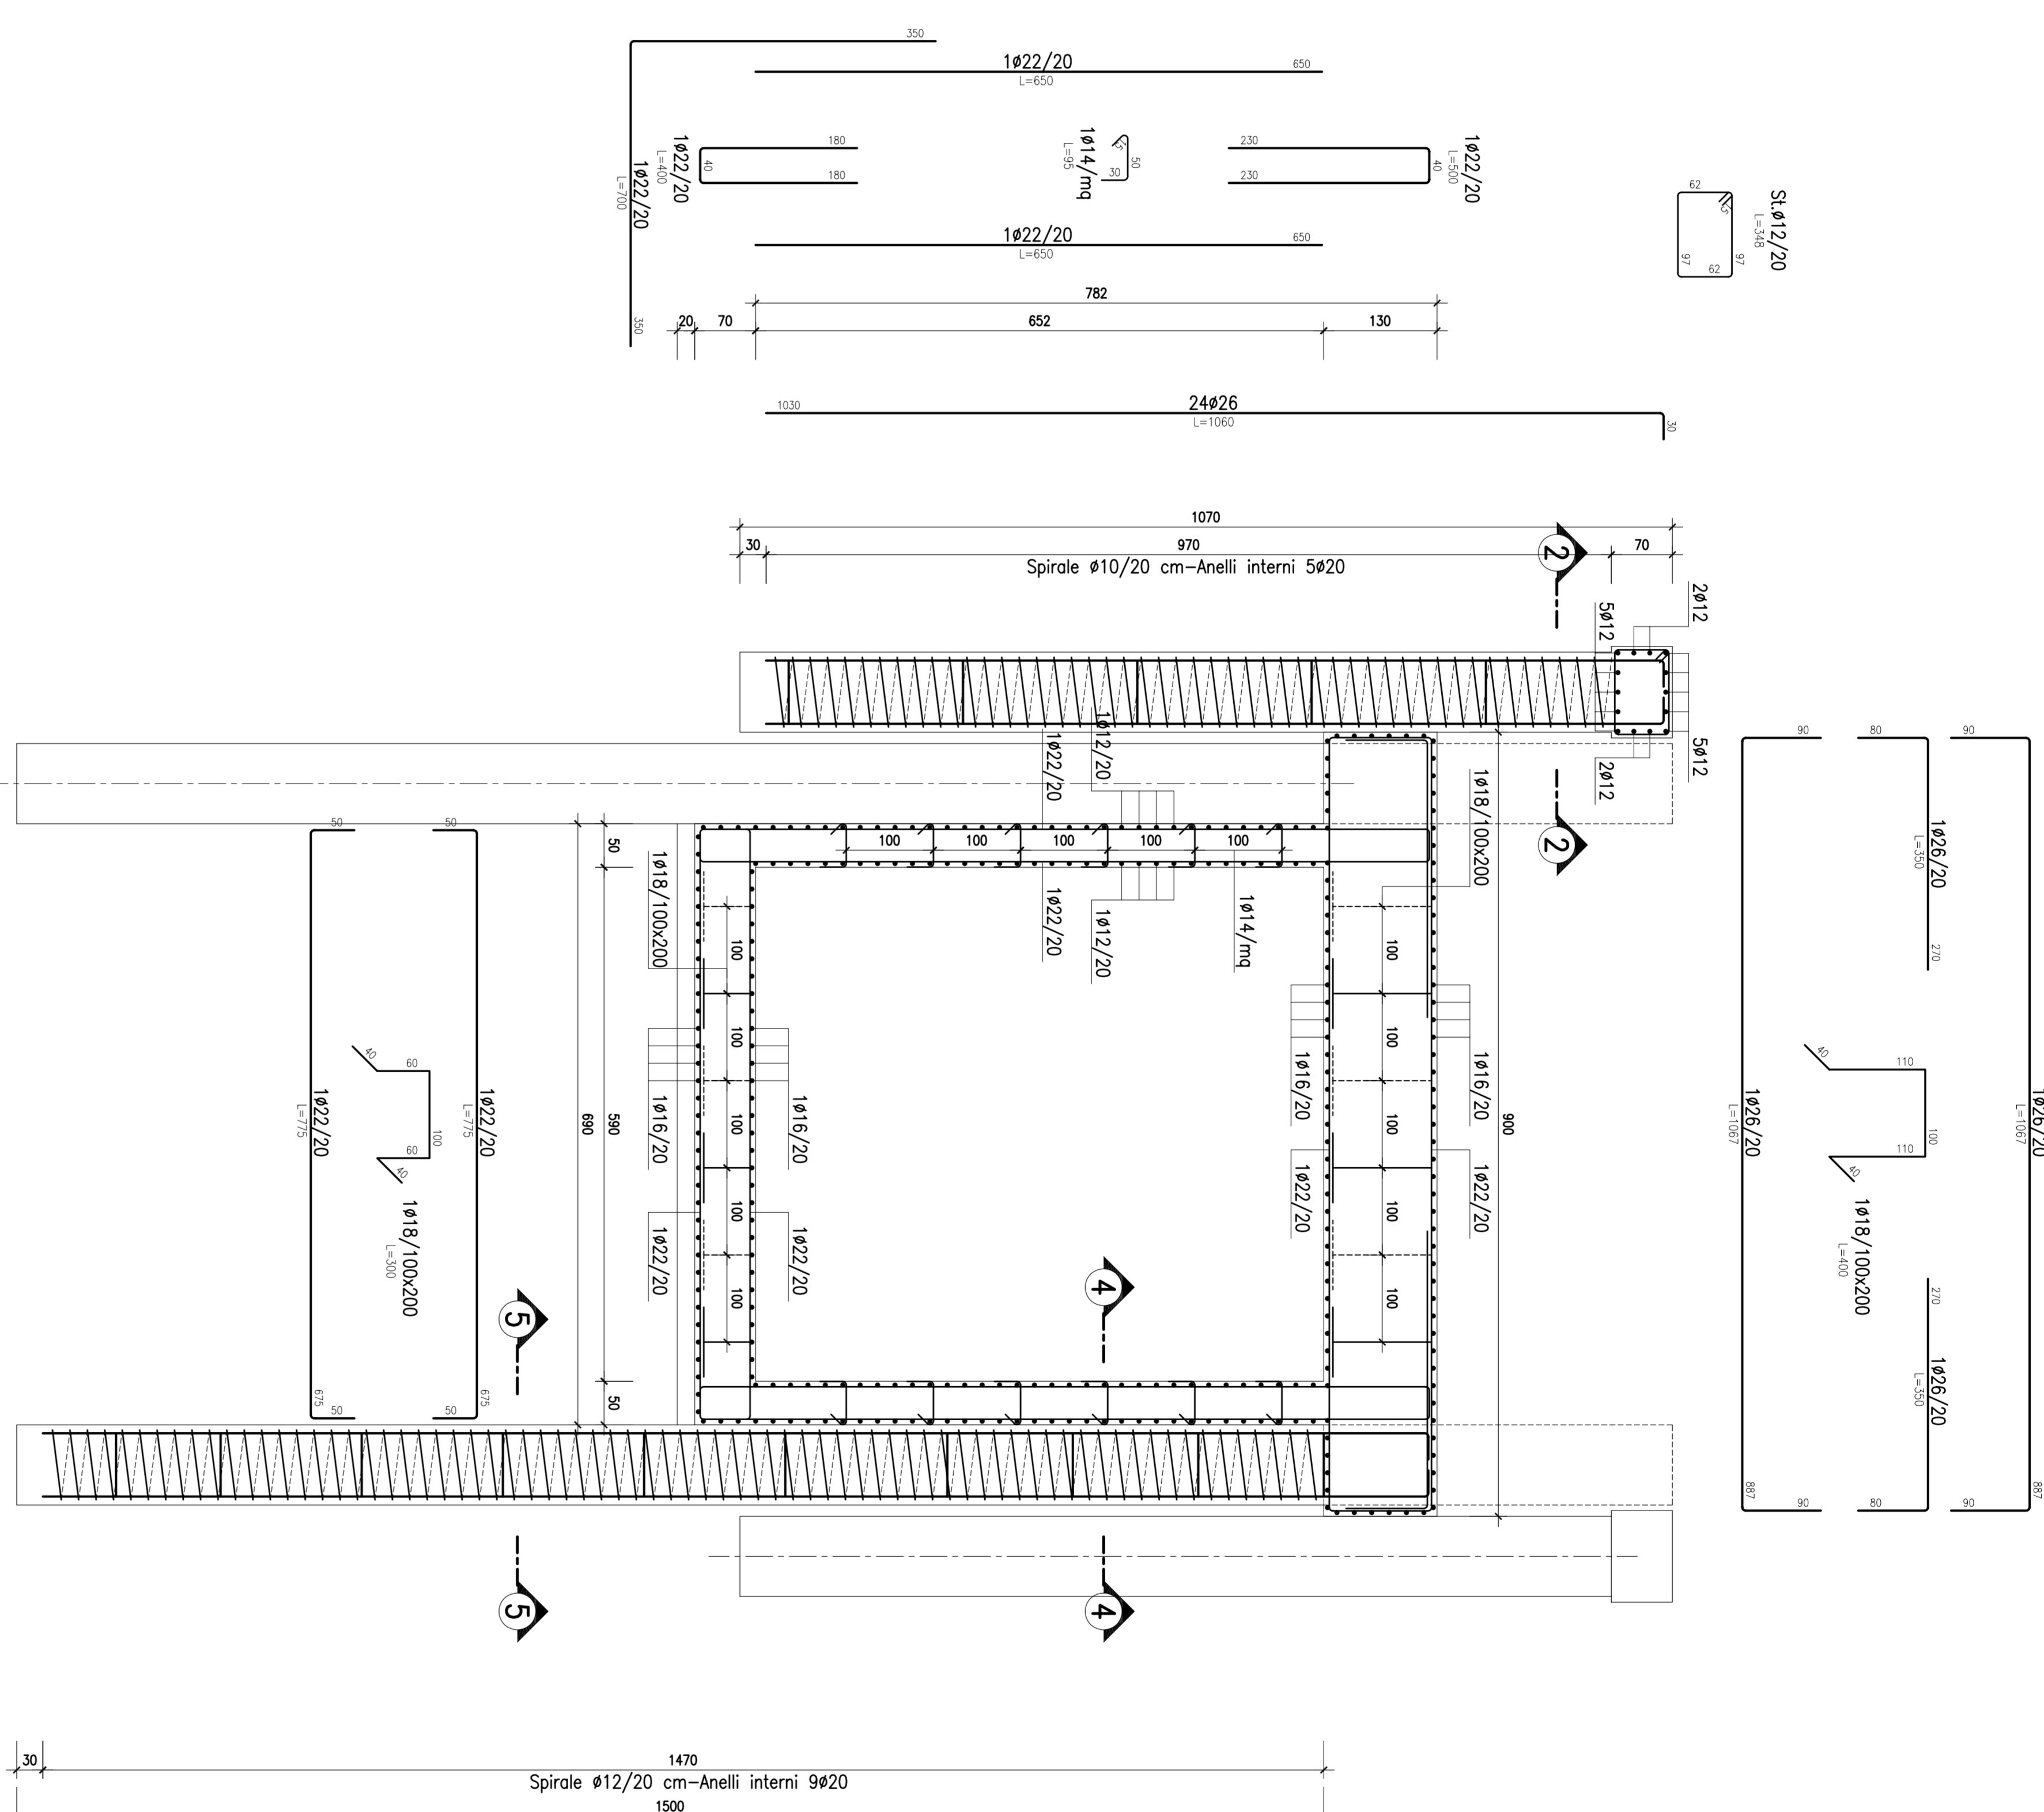 350
1ø22/20
650
L=650
1ø22/20
L=700
350
1ø22/20
L=400
180
40
180
1ø14/mq
L=95
15
50
30
230
40
230
1ø22/20
L=500
1ø22/20
650
L=650
62
15
97
97
62
St.ø12/20
L=348
782
20
70
652
130
24ø26
1030
L=1060
30
1070
30
970
70
Spirale ø10/20 cm-Anelli interni 5ø20
2
2
2ø12
5ø12
5ø12
2ø12
1ø12/20
1ø22/20
1ø18/100x200
50
100
100
100
100
100
1ø22/20
1ø12/20
1ø14/mq
1ø18/100x200
100
100
100
100
100
100
100
100
100
100
1ø16/20
1ø16/20
1ø16/20
1ø16/20
1ø22/20
1ø22/20
1ø22/20
1ø22/20
690
590
50
900
90
80
90
1ø26/20
L=350
270
40
110
100
110
40
1ø26/20
L=1067
1ø26/20
L=1067
1ø18/100x200
L=400
270
1ø26/20
L=350
887
90
80
90
887
50
50
40
60
100
60
40
1ø22/20
L=775
1ø22/20
L=775
1ø18/100x200
L=300
675
50
50
675
4
4
5
5
30
1470
Spirale ø12/20 cm-Anelli interni 9ø20
1500